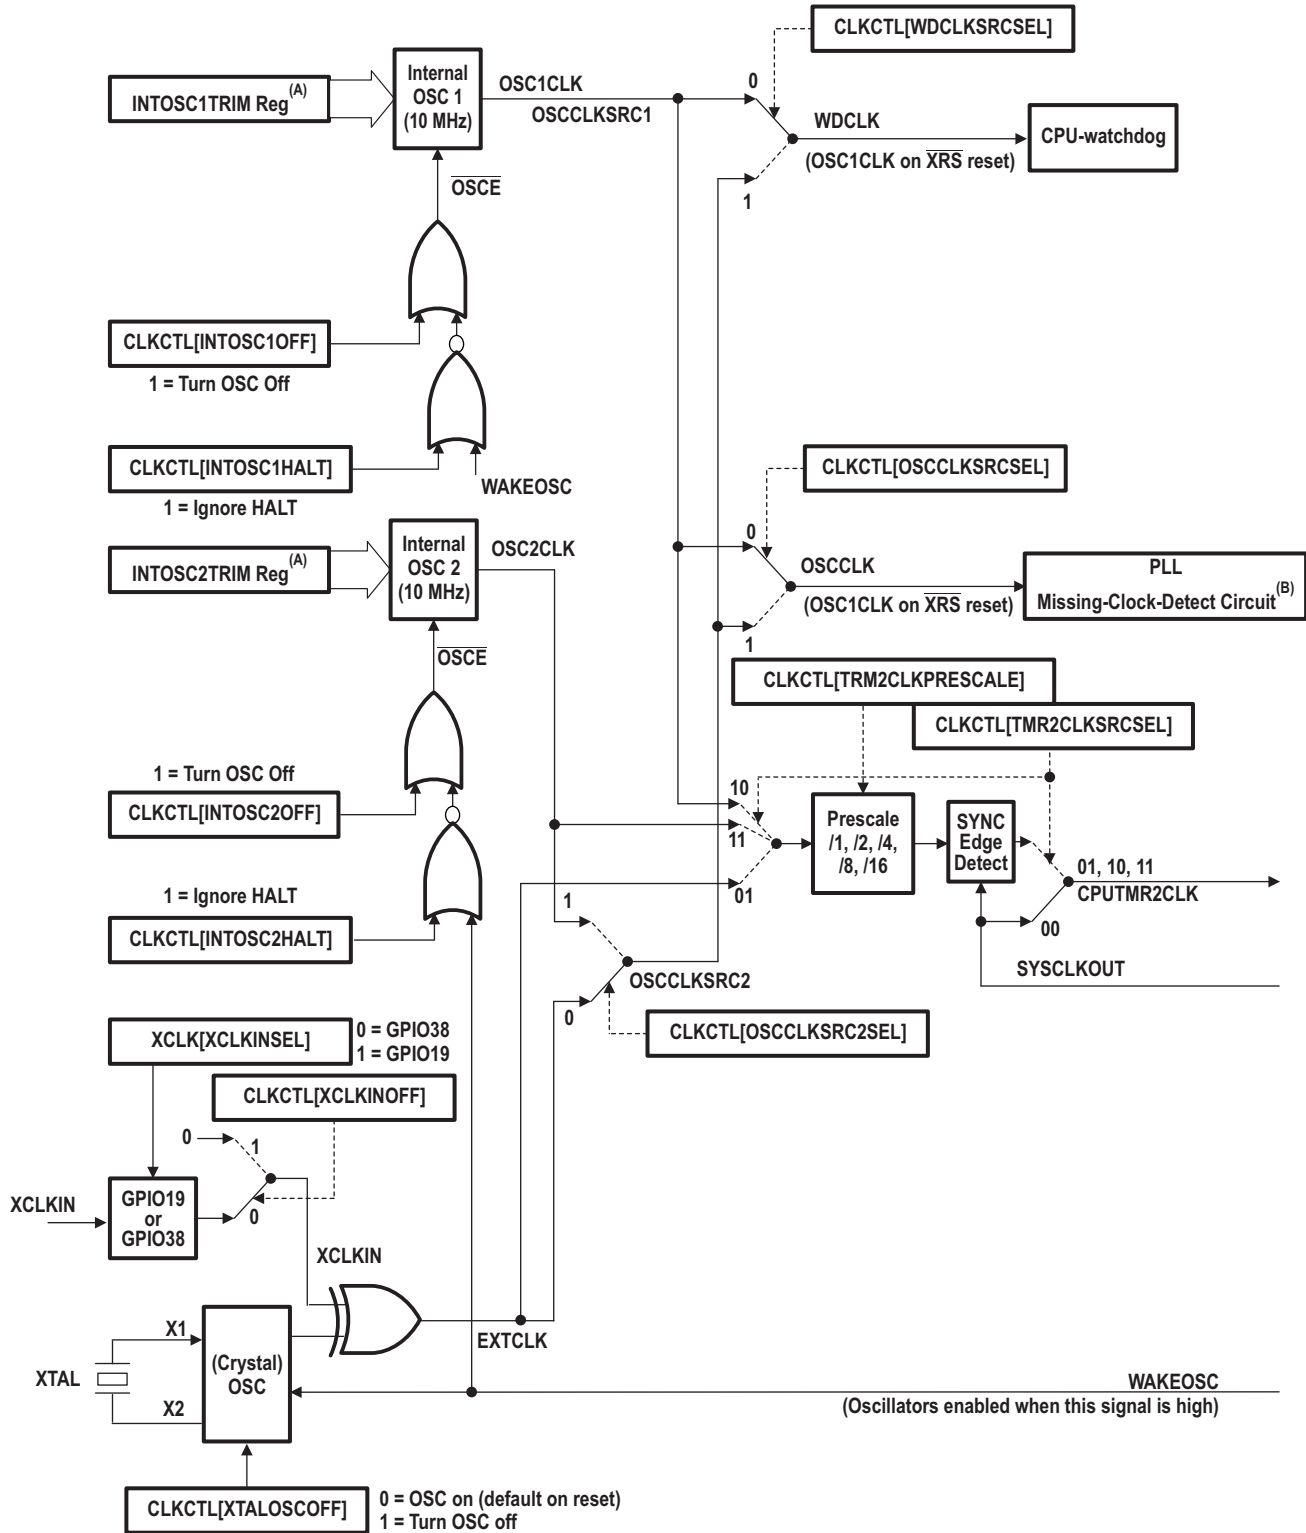 CLKCTL[WDCLKSRCSEL]
Internal
OSC 1
(10 MHz)
INTOSC1TRIM Reg(A)
OSC1CLK
OSCCLKSRC1
0
WDCLK
(OSC1CLK on XRS reset)
CPU-watchdog
1
OSCE
CLKCTL[INTOSC1OFF]
1 = Turn OSC Off
CLKCTL[INTOSC1HALT]
1 = Ignore HALT
WAKEOSC
CLKCTL[OSCCLKSRCSEL]
INTOSC2TRIM Reg(A)
Internal
OSC 2
(10 MHz)
OSC2CLK
0
OSCCLK
(OSC1CLK on XRS reset)
PLL
Missing-Clock-Detect Circuit(B)
1
OSCE
CLKCTL[TRM2CLKPRESCALE]
CLKCTL[TMR2CLKSRCSEL]
1 = Turn OSC Off
CLKCTL[INTOSC2OFF]
10
11
01
Prescale
/1, /2, /4,
/8, /16
SYNC
Edge
Detect
01, 10, 11
CPUTMR2CLK
00
SYSCLKOUT
1 = Ignore HALT
CLKCTL[INTOSC2HALT]
1
OSCCLKSRC2
0
CLKCTL[OSCCLKSRC2SEL]
XCLK[XCLKINSEL]
0 = GPIO38
1 = GPIO19
CLKCTL[XCLKINOFF]
0
1
XCLKIN
GPIO19
or
GPIO38
0
XCLKIN
EXTCLK
XTAL
X1
X2
(Crystal)
OSC
WAKEOSC
(Oscillators enabled when this signal is high)
CLKCTL[XTALOSCOFF]
0 = OSC on (default on reset)
1 = Turn OSC off